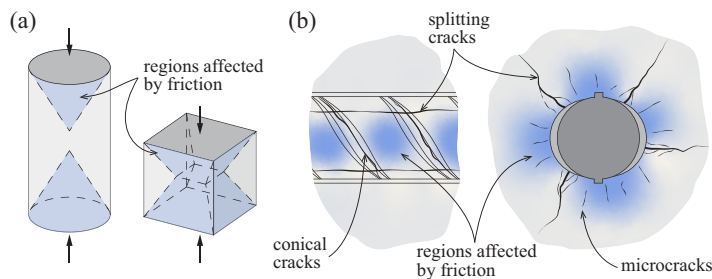 (a)
regions affected
by friction
(b)
splitting
cracks
conical
cracks
regions affected
by friction
microcracks